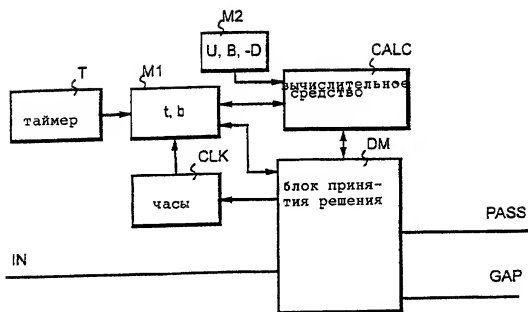 M2
U, B, -D
CALC
вычислительное
средство
T
таймер
M1
t, b
CLK
часы
DM
блок приня-
тия решения
IN
PASS
GAP